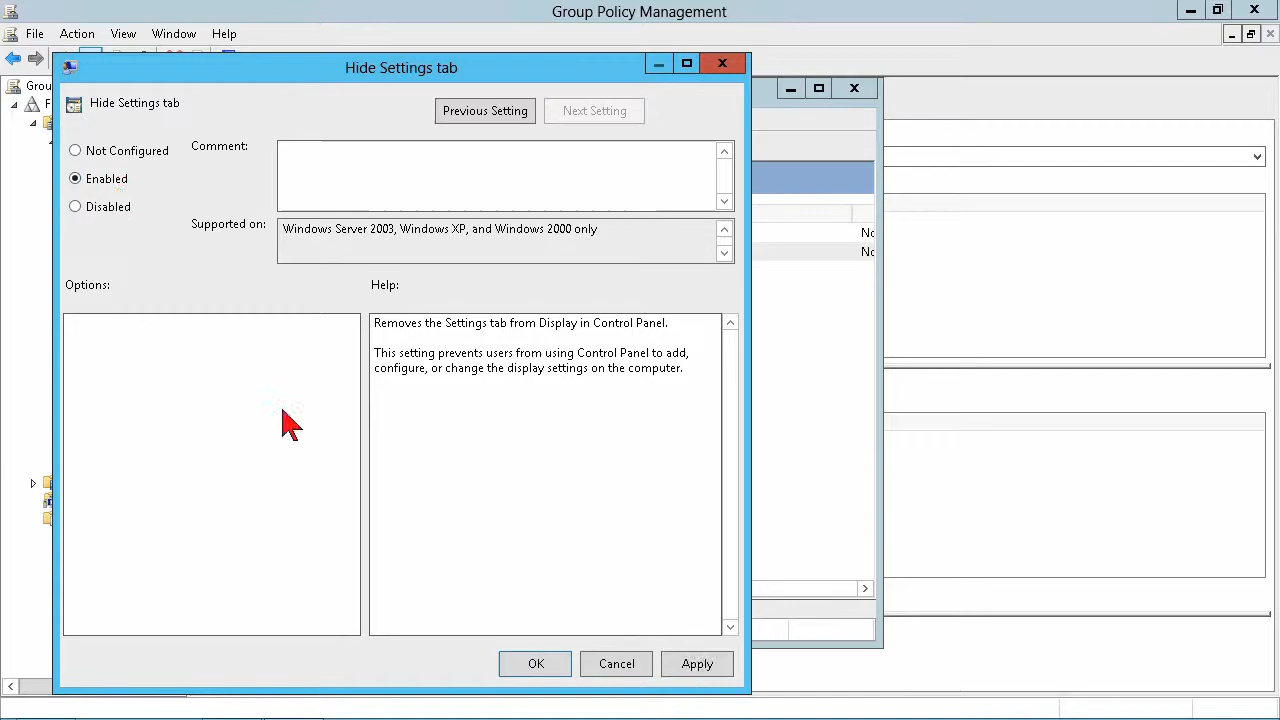 Group Policy Management
File Action View Window Help
Hide Settings tab
Grou
F
Hide Settings tab
Previous Setting
Next Setting
Not Configured
Enabled
Disabled
Comment:
Supported on:
Windows Server 2003, Windows XP, and Windows 2000 only
No
No
Options:
Help:
Removes the Settings tab from Display in Control Panel.
This setting prevents users from using Control Panel to add,
configure, or change the display settings on the computer.
OK
Cancel
Apply